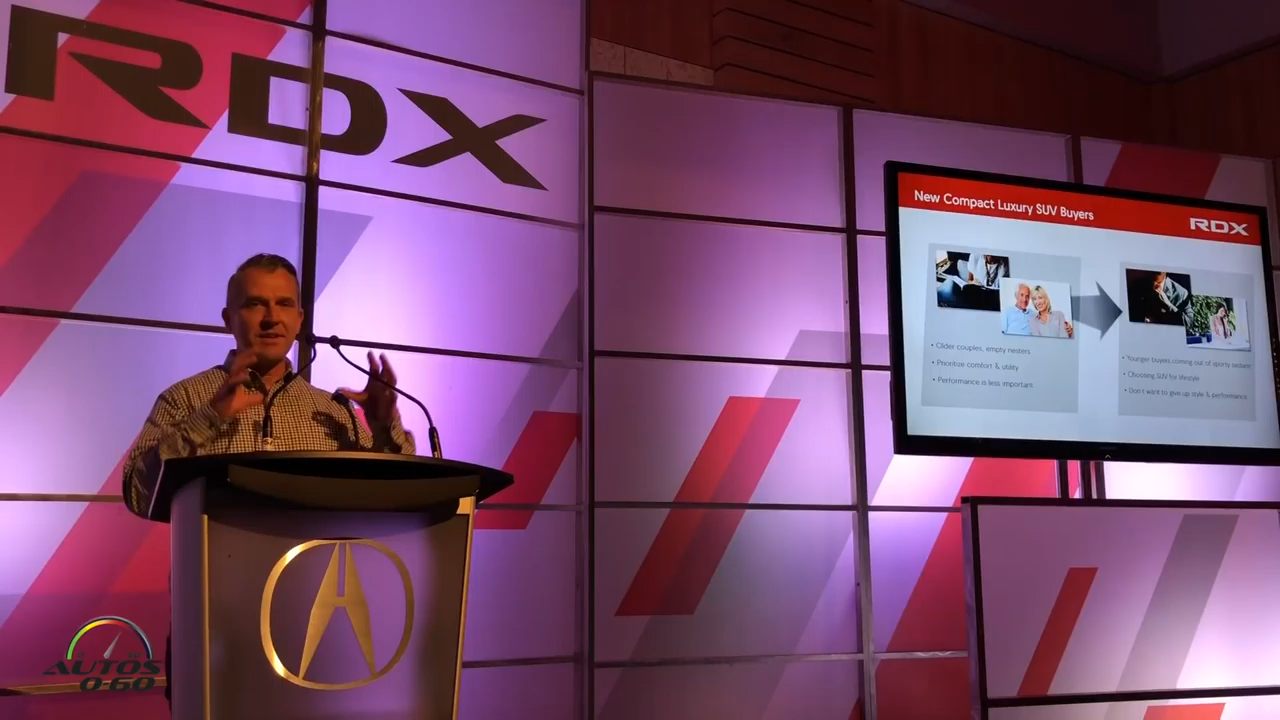 RDX
New Compact Luxury SUV Buyers
RDX
• Older couples, empty nesters
• Prioritize comfort & utility
• Performance is less important
• Younger buyers coming out of sporty sedans
• Choosing SUV for lifestyle
• Don't want to give up style & performance
AUTOS
0-60